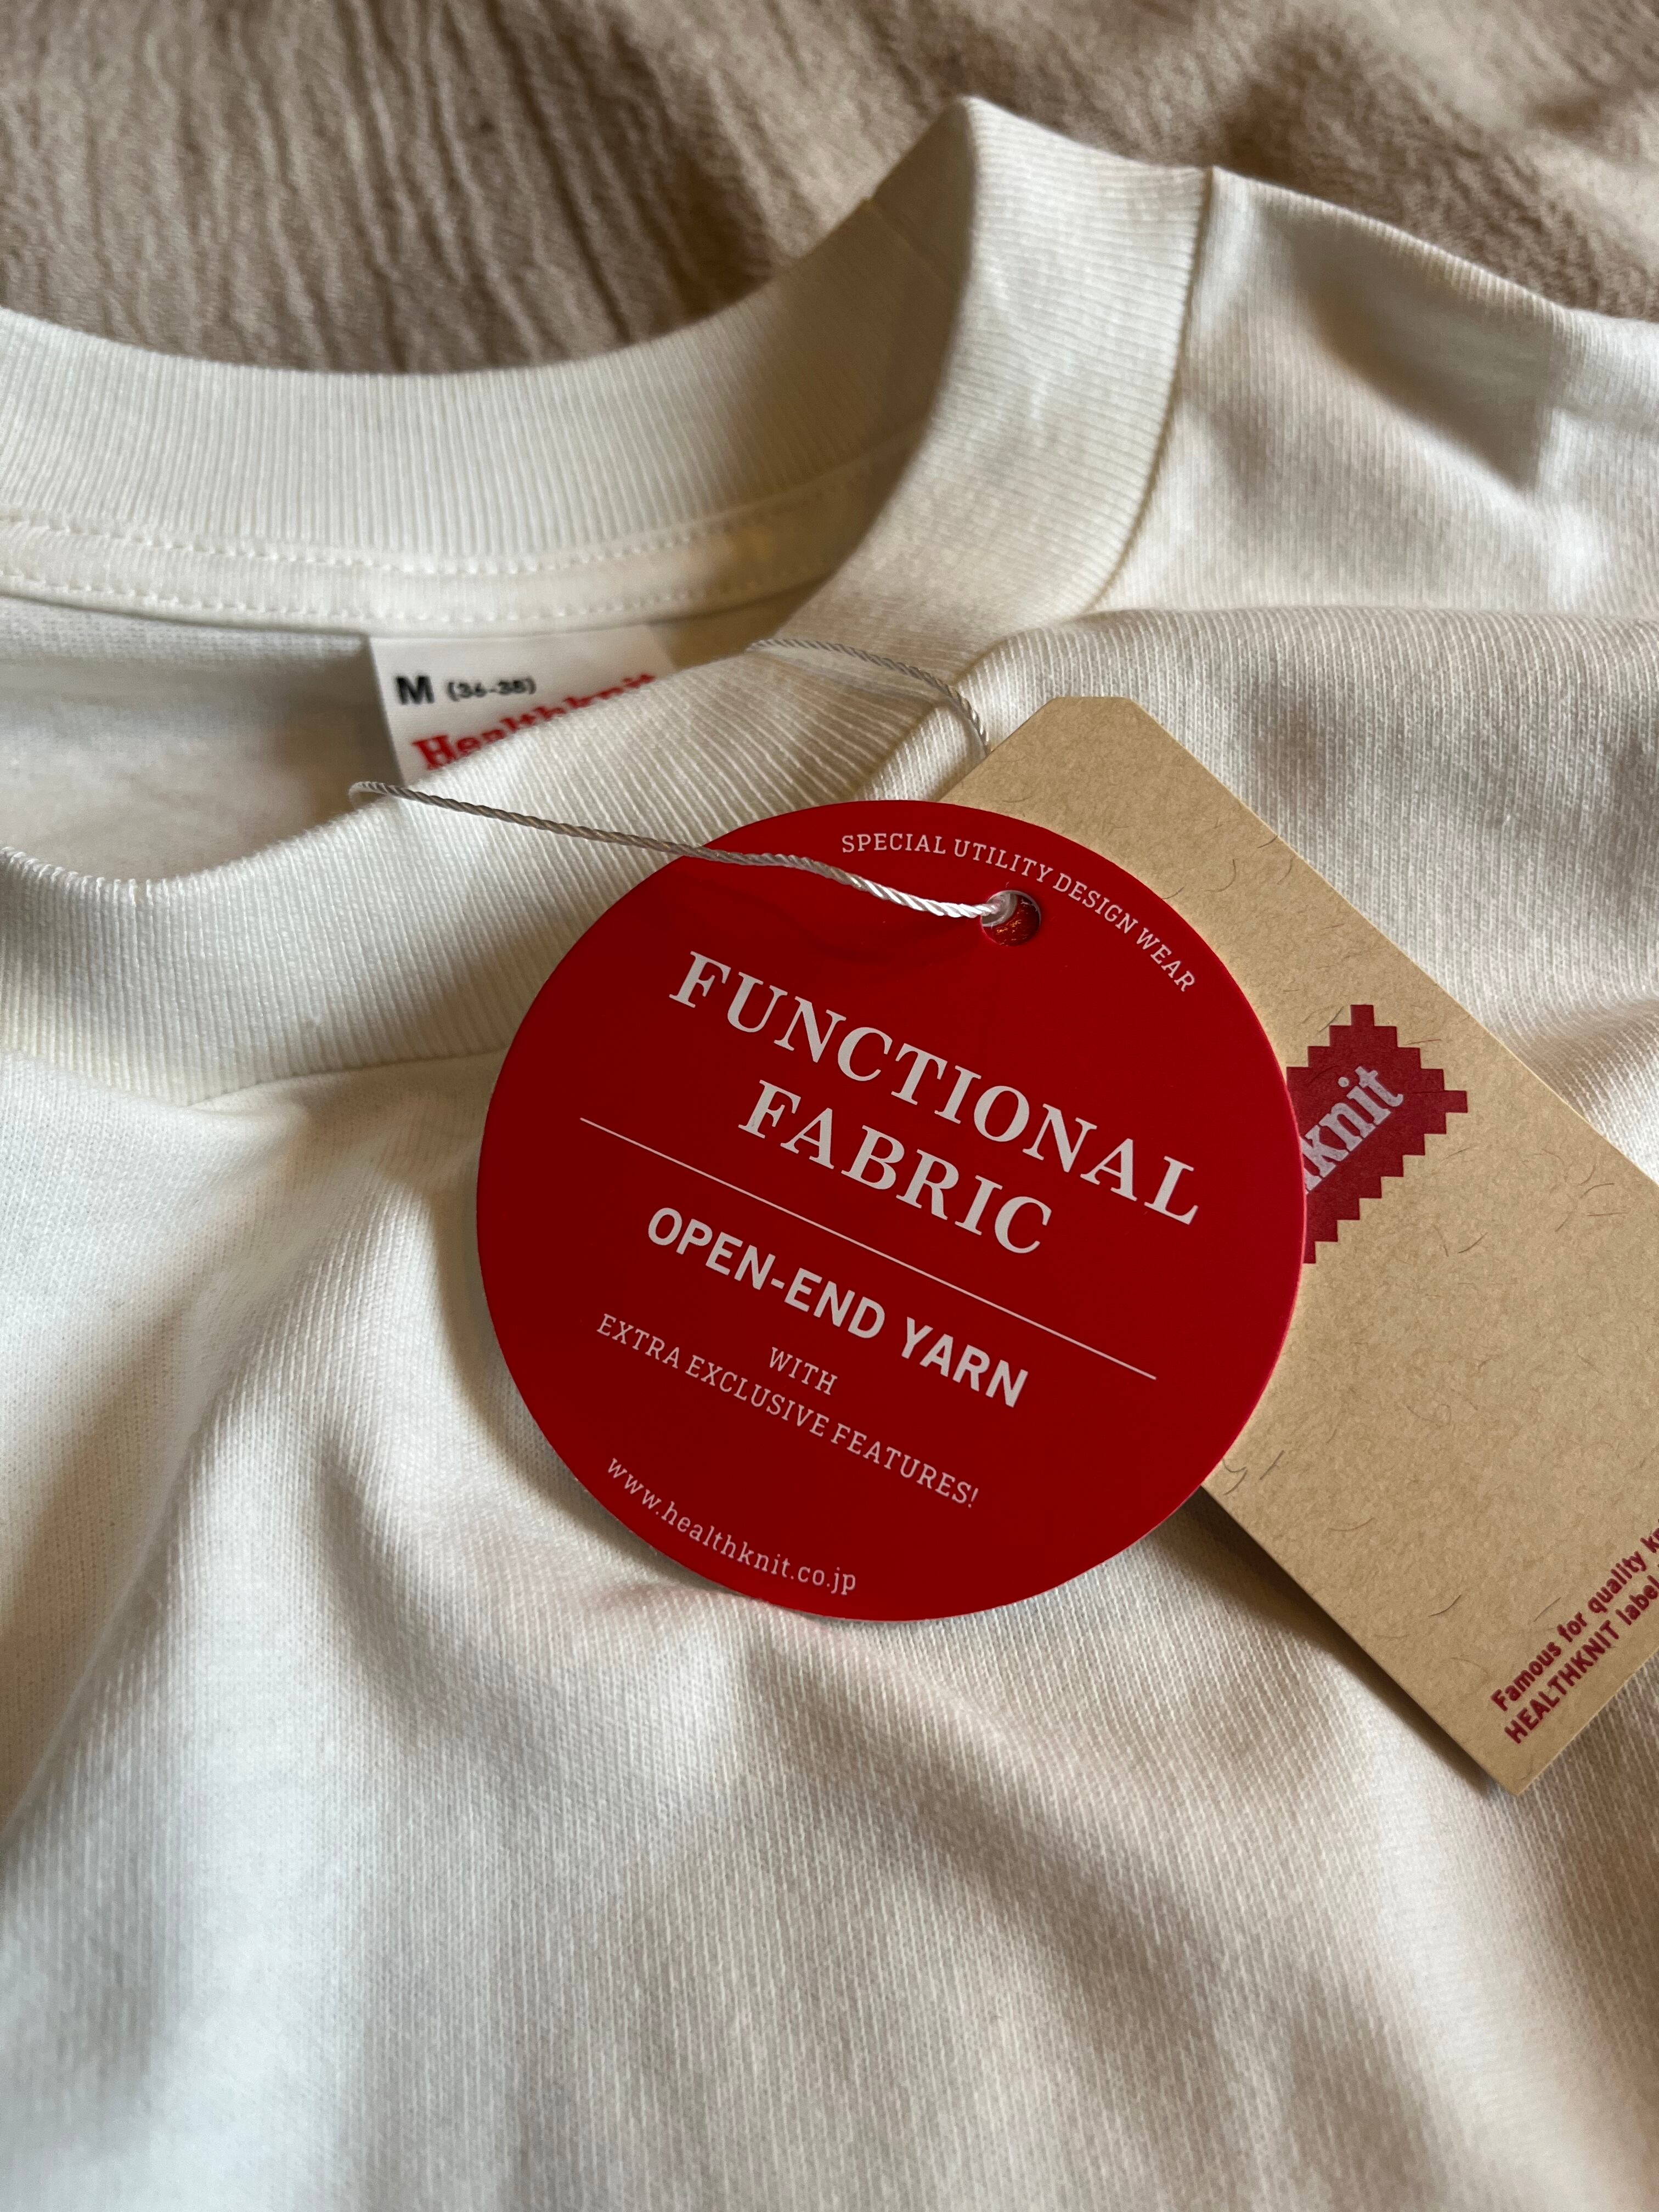 M (36-38)
Healthknit
SPECIAL UTILITY DESIGN WEAR
FUNCTIONAL
FABRIC
OPEN-END YARN
WITH
EXTRA EXCLUSIVE FEATURES!
www.healthknit.co.jp
knit
Famous for quality
HEALTHKNIT label